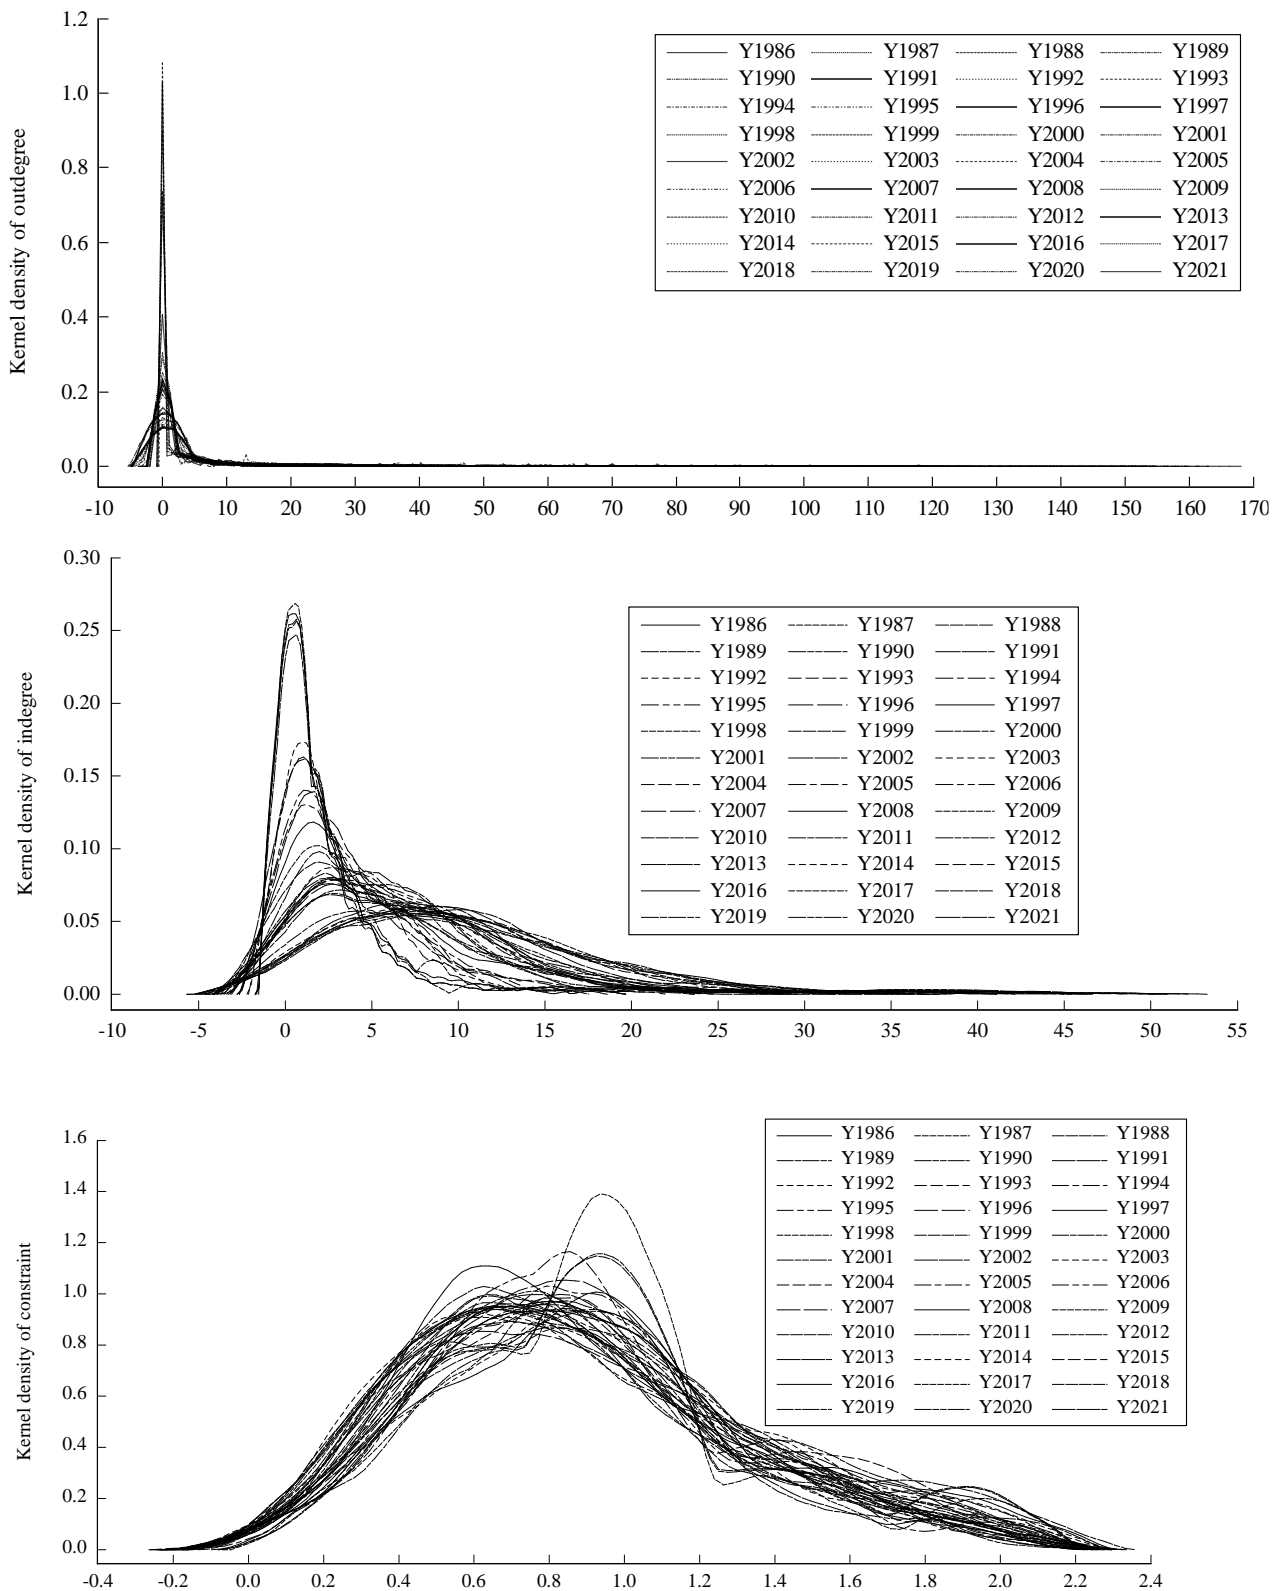 1.2
1.0
0.8
0.6
0.4
0.2
0.0
Kernel density of outdegree
-10 0 10 20 30 40 50 60 70 80 90 100 110 120 130 140 150 160 170
Y1986 Y1987 Y1988 Y1989
Y1990 Y1991 Y1992 Y1993
Y1994 Y1995 Y1996 Y1997
Y1998 Y1999 Y2000 Y2001
Y2002 Y2003 Y2004 Y2005
Y2006 Y2007 Y2008 Y2009
Y2010 Y2011 Y2012 Y2013
Y2014 Y2015 Y2016 Y2017
Y2018 Y2019 Y2020 Y2021
0.30
0.25
0.20
0.15
0.10
0.05
0.00
Kernel density of indegree
-10 -5 0 5 10 15 20 25 30 35 40 45 50 55
Y1986 Y1987 Y1988
Y1989 Y1990 Y1991
Y1992 Y1993 Y1994
Y1995 Y1996 Y1997
Y1998 Y1999 Y2000
Y2001 Y2002 Y2003
Y2004 Y2005 Y2006
Y2007 Y2008 Y2009
Y2010 Y2011 Y2012
Y2013 Y2014 Y2015
Y2016 Y2017 Y2018
Y2019 Y2020 Y2021
1.6
1.4
1.2
1.0
0.8
0.6
0.4
0.2
0.0
Kernel density of constraint
-0.4 -0.2 0.0 0.2 0.4 0.6 0.8 1.0 1.2 1.4 1.6 1.8 2.0 2.2 2.4
Y1986 Y1987 Y1988
Y1989 Y1990 Y1991
Y1992 Y1993 Y1994
Y1995 Y1996 Y1997
Y1998 Y1999 Y2000
Y2001 Y2002 Y2003
Y2004 Y2005 Y2006
Y2007 Y2008 Y2009
Y2010 Y2011 Y2012
Y2013 Y2014 Y2015
Y2016 Y2017 Y2018
Y2019 Y2020 Y2021